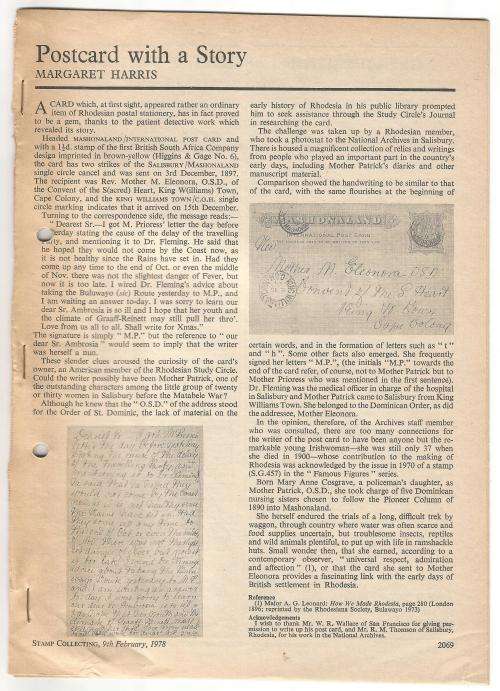 Postcard with a Story
MARGARET HARRIS
A CARD which, at first sight, appeared rather an ordinary
item of Rhodesian postal stationery, has in fact proved
to be a gem, thanks to the patient detective work which
revealed its story.
Headed MASHONALAND/INTERNATIONAL POST CARD and
with a 1½d. stamp of the first British South Africa Company
design imprinted in brown-yellow (Higgins & Gage No. 6),
the card has two strikes of the SALISBURY/MASHONALAND
single circle cancel and was sent on 3rd December, 1897.
The recipient was Rev. Mother M. Eleonora, O.S.D., of
the Convent of the S(acred) Heart, King William(s) Town,
Cape Colony, and the KING WILLIAMS TOWN/C.O.H. single
circle marking indicates that it arrived on 15th December.
Turning to the correspondence side, the message reads:—
"Dearest Sr.—I got M. Prioress' letter the day before
yesterday stating the cause of the delay of the travelling
party, and mentioning it to Dr. Fleming. He said that
he hoped they would not come by the Coast now, as
it is not healthy since the Rains have set in. Had they
come up any time to the end of Oct. or even the middle
of Nov. there was not the slightest danger of Fever, but
now it is too late. I wired Dr. Fleming's advice about
taking the Buluwayo (sic) Route yesterday to M.P., and
I am waiting an answer to-day. I was sorry to learn our
dear Sr. Ambrosia is so ill and I hope that her youth and
the climate of Graaff-Reinett may still pull her thro'.
Love from us all to all. Shall write for Xmas."
The signature is simply "M.P." but the reference to "our
dear Sr. Ambrosia" would seem to imply that the writer
was herself a nun.
These slender clues aroused the curiosity of the card's
owner, an American member of the Rhodesian Study Circle.
Could the writer possibly have been Mother Patrick, one of
the outstanding characters among the little group of twenty
or thirty women in Salisbury before the Matabele War?
Although he knew that the "O.S.D." of the address stood
for the Order of St. Dominic, the lack of material on the
early history of Rhodesia in his public library prompted
him to seek assistance through the Study Circle's Journal
in researching the card.
The challenge was taken up by a Rhodesian member,
who took a photostat to the National Archives in Salisbury.
There is housed a magnificent collection of relics and writings
from people who played an important part in the country's
early days, including Mother Patrick's diaries and other
manuscript material.
Comparison showed the handwriting to be similar to that
of the card, with the same flourishes at the beginning of
MASHONALAND
INTERNATIONAL POST CARD
Rev
Mother M. Eleonora OSD
Convent of the S. Heart
King Wm Town
Cape Colony
certain words, and in the formation of letters such as "t"
and "h". Some other facts also emerged. She frequently
signed her letters "M.P.", (the initials "M.P." towards the
end of the card refer, of course, not to Mother Patrick but to
Mother Prioress who was mentioned in the first sentence).
Dr. Fleming was the medical officer in charge of the hospital
in Salisbury and Mother Patrick came to Salisbury from King
Williams Town. She belonged to the Dominican Order, as did
the addressee, Mother Eleonora.
In the opinion, therefore, of the Archives staff member
who was consulted, there are too many connections for
the writer of the post card to have been anyone but the re-
markable young Irishwoman—she was still only 37 when
she died in 1900—whose contribution to the making of
Rhodesia was acknowledged by the issue in 1970 of a stamp
(S.G.457) in the "Famous Figures" series.
Born Mary Anne Cosgrave, a policeman's daughter, as
Mother Patrick, O.S.D., she took charge of five Dominican
nursing sisters chosen to follow the Pioneer Column of
1890 into Mashonaland.
She herself endured the trials of a long, difficult trek by
waggon, through country where water was often scarce and
food supplies uncertain, but troublesome insects, reptiles
and wild animals plentiful, to put up with life in ramshackle
huts. Small wonder then, that she earned, according to a
contemporary observer, "universal respect, admiration
and affection" (1), or that the card she sent to Mother
Eleonora provides a fascinating link with the early days of
British settlement in Rhodesia.
Reference
(1) Major A. G. Leonard: How We Made Rhodesia, page 280 (London
1896; reprinted by the Rhodesiana Society, Bulawayo 1973)
Acknowledgements
I wish to thank Mr. W. R. Wallace of San Francisco for giving per-
mission to write up his post card, and Mr. R. M. Thomson of Salisbury,
Rhodesia, for his work in the National Archives.
STAMP COLLECTING, 9th February, 1978
2069